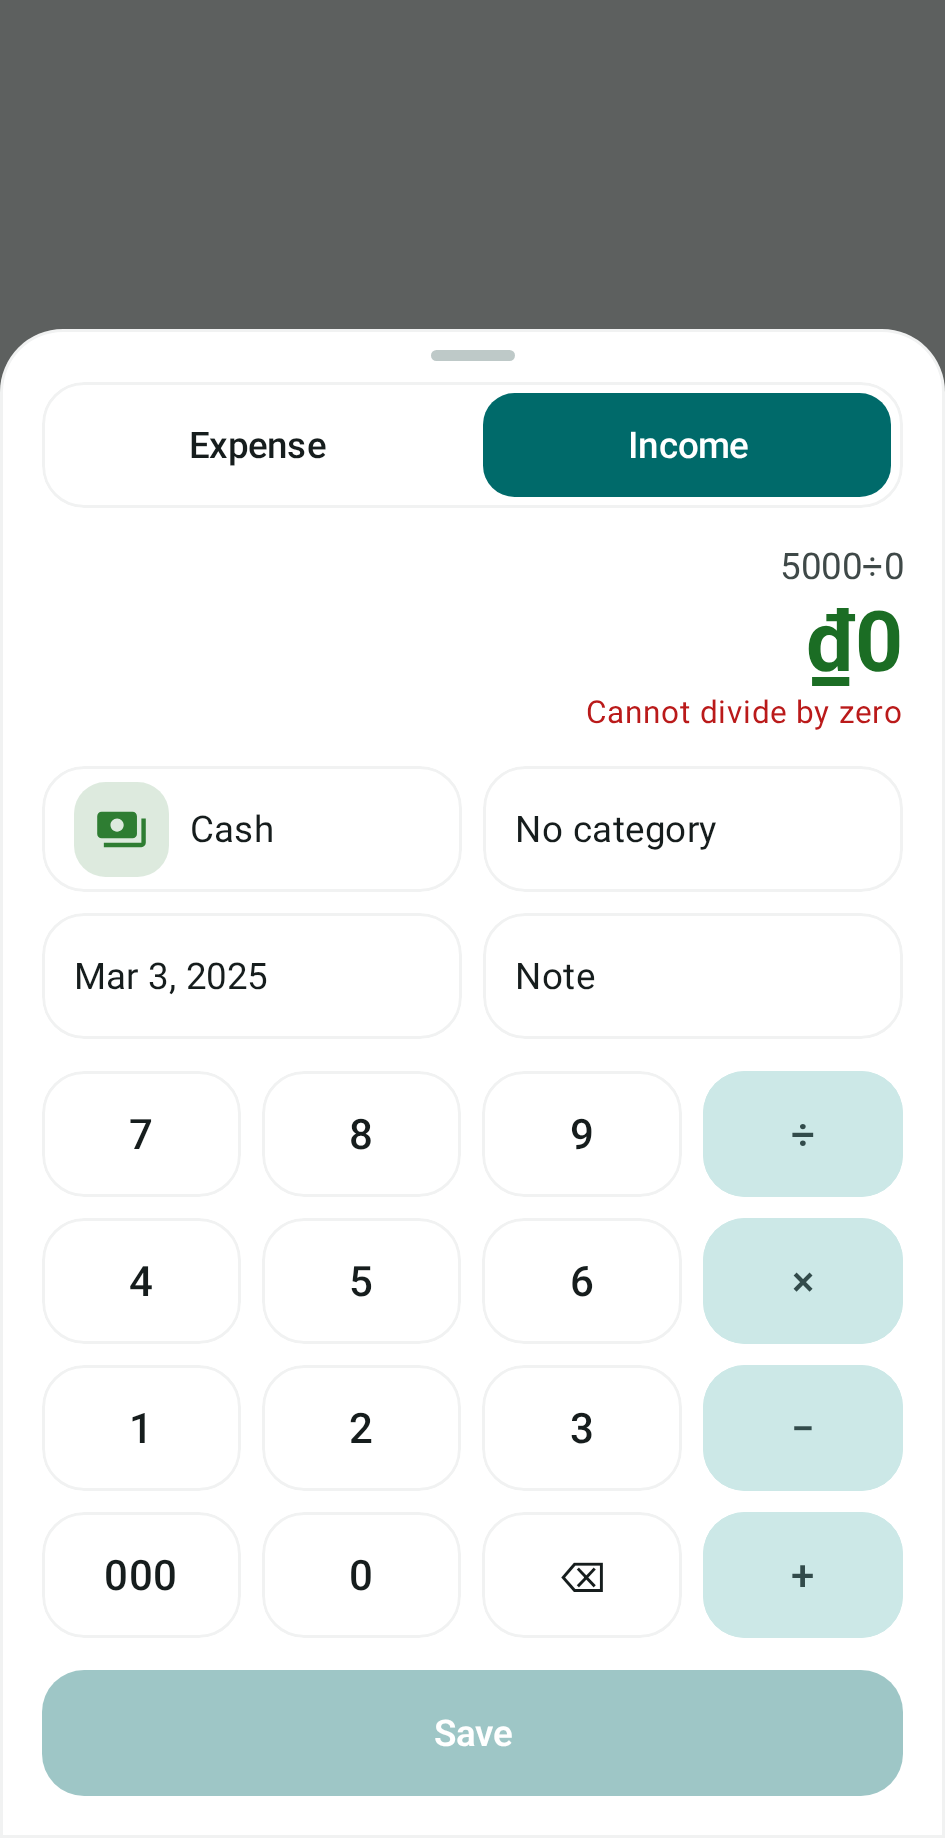 Expense
Income
5000÷0
₫0
Cannot divide by zero
Cash
No category
Mar 3, 2025
Note
7 8 9 ÷
4 5 6 ×
1 2 3 −
000 0 +
Save